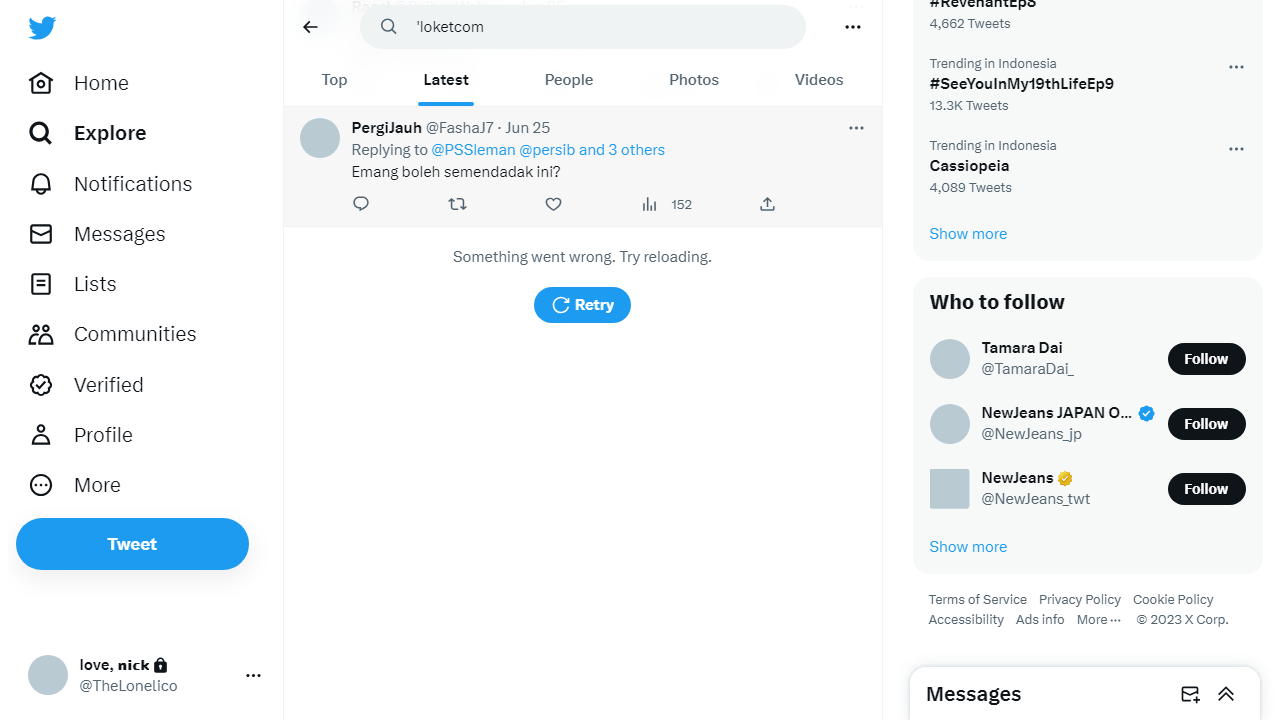 Home
Explore
Notifications
Messages
Lists
Communities
Verified
Profile
More
Tweet
love, nick
@TheLonelico
'loketcom
Top
Latest
People
Photos
Videos
PergiJauh @FashaJ7 · Jun 25
Replying to @PSSleman @persib and 3 others
Emang boleh semendadak ini?
152
Something went wrong. Try reloading.
Retry
#RevenantEp8
4,662 Tweets
Trending in Indonesia
#SeeYouInMy19thLifeEp9
13.3K Tweets
Trending in Indonesia
Cassiopeia
4,089 Tweets
Show more
Who to follow
Tamara Dai
@TamaraDai_
Follow
NewJeans JAPAN O...
@NewJeans_jp
Follow
NewJeans
@NewJeans_twt
Follow
Show more
Terms of Service Privacy Policy Cookie Policy
Accessibility Ads info More ··· © 2023 X Corp.
Messages